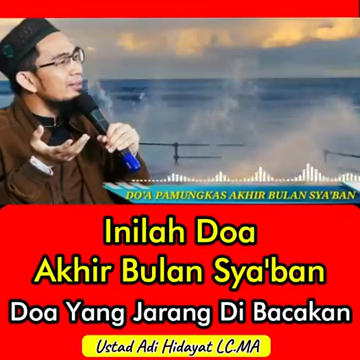 DO'A PAMUNGKAS AKHIR BULAN SYA'BAN
Inilah Doa
Akhir Bulan Sya'ban
Doa Yang Jarang Di Bacakan
Ustad Adi Hidayat LC.MA